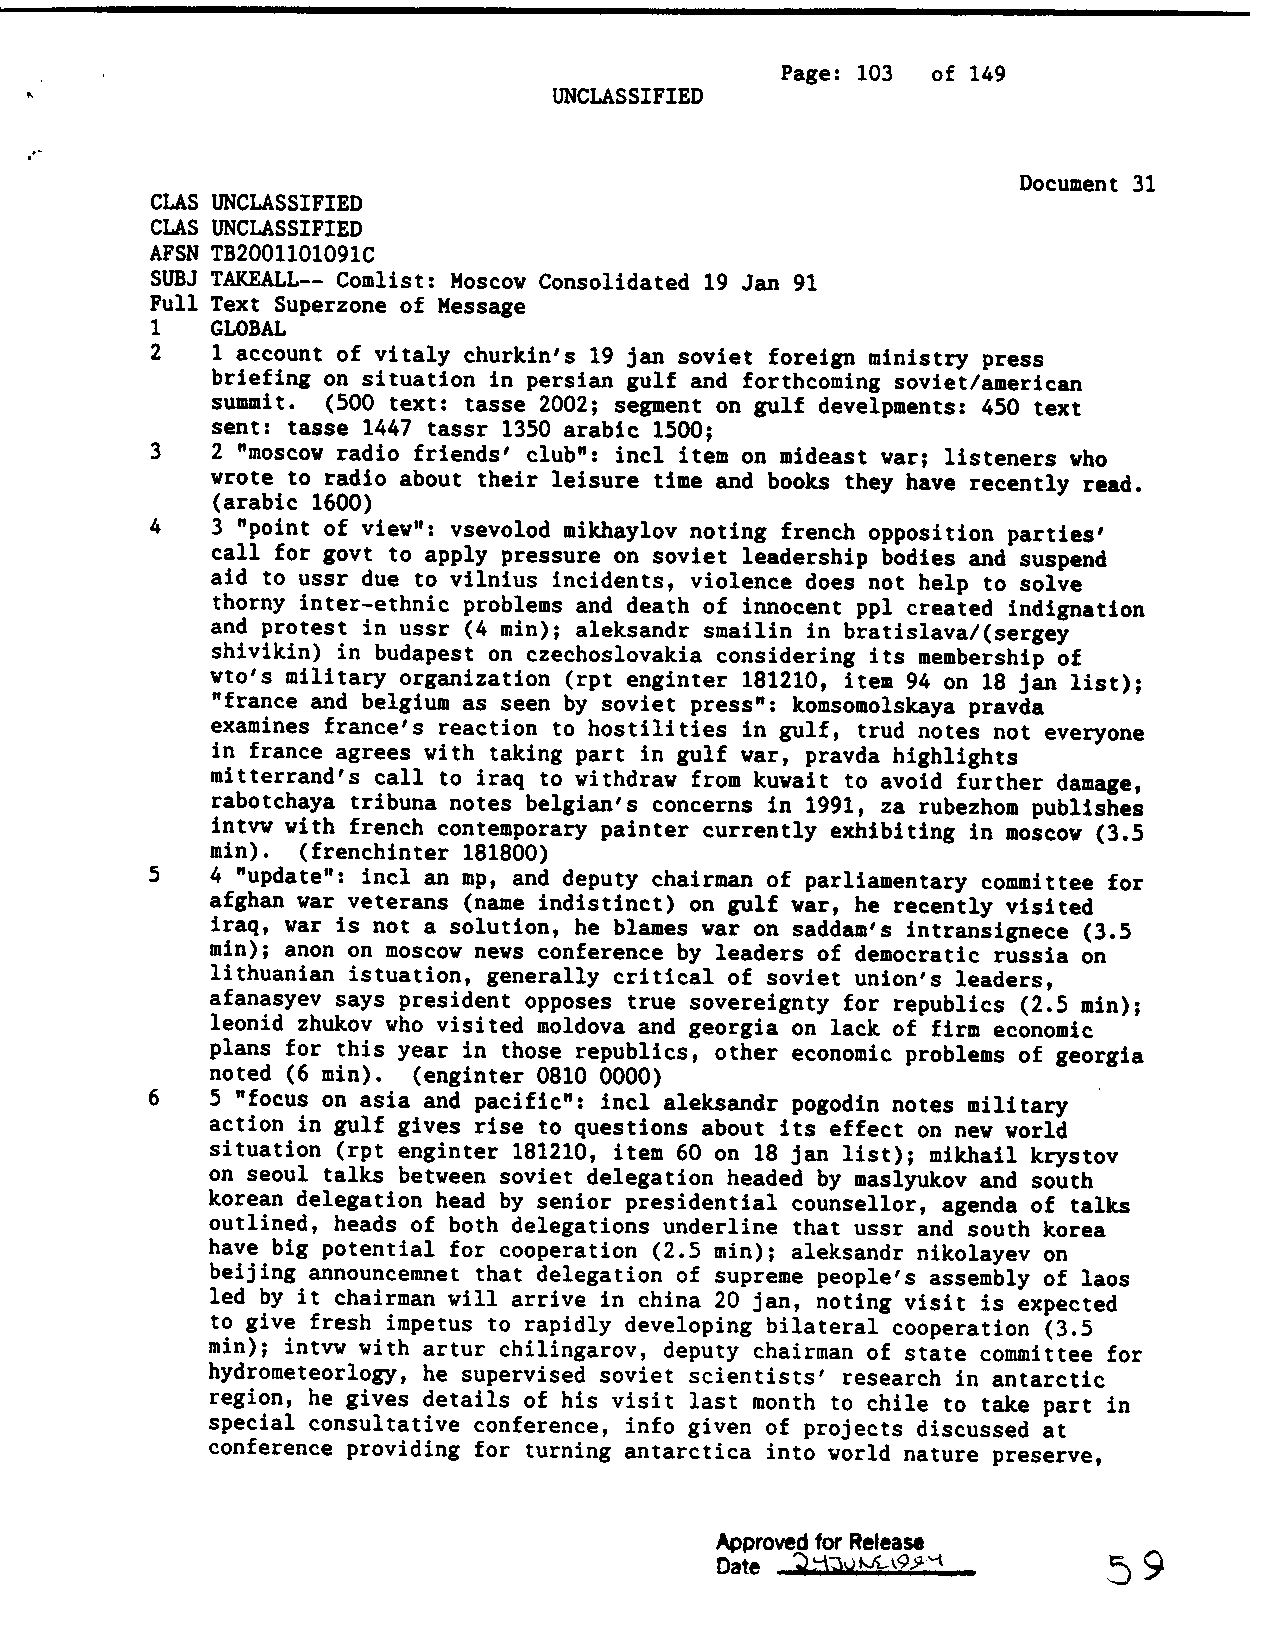 Page: 103 of 149
UNCLASSIFIED
Document 31
CLAS UNCLASSIFIED
CLAS UNCLASSIFIED
AFSN TB2001101091C
SUBJ TAKEALL-- Comlist: Moscow Consolidated 19 Jan 91
Full Text Superzone of Message
1 GLOBAL
2 1 account of vitaly churkin's 19 jan soviet foreign ministry press
briefing on situation in persian gulf and forthcoming soviet/american
summit. (500 text: tasse 2002; segment on gulf develpments: 450 text
sent: tasse 1447 tassr 1350 arabic 1500;
3 2 "moscow radio friends' club": incl item on mideast war; listeners who
wrote to radio about their leisure time and books they have recently read.
(arabic 1600)
4 3 "point of view": vsevolod mikhaylov noting french opposition parties'
call for govt to apply pressure on soviet leadership bodies and suspend
aid to ussr due to vilnius incidents, violence does not help to solve
thorny inter-ethnic problems and death of innocent ppl created indignation
and protest in ussr (4 min); aleksandr smailin in bratislava/(sergey
shivikin) in budapest on czechoslovakia considering its membership of
wto's military organization (rpt enginter 181210, item 94 on 18 jan list);
"france and belgium as seen by soviet press": komsomolskaya pravda
examines france's reaction to hostilities in gulf, trud notes not everyone
in france agrees with taking part in gulf war, pravda highlights
mitterrand's call to iraq to withdraw from kuwait to avoid further damage,
rabotchaya tribuna notes belgian's concerns in 1991, za rubezhom publishes
intvw with french contemporary painter currently exhibiting in moscow (3.5
min). (frenchinter 181800)
5 4 "update": incl an mp, and deputy chairman of parliamentary committee for
afghan war veterans (name indistinct) on gulf war, he recently visited
iraq, war is not a solution, he blames war on saddam's intransignece (3.5
min); anon on moscow news conference by leaders of democratic russia on
lithuanian istuation, generally critical of soviet union's leaders,
afanasyev says president opposes true sovereignty for republics (2.5 min);
leonid zhukov who visited moldova and georgia on lack of firm economic
plans for this year in those republics, other economic problems of georgia
noted (6 min). (enginter 0810 0000)
6 5 "focus on asia and pacific": incl aleksandr pogodin notes military
action in gulf gives rise to questions about its effect on new world
situation (rpt enginter 181210, item 60 on 18 jan list); mikhail krystov
on seoul talks between soviet delegation headed by maslyukov and south
korean delegation head by senior presidential counsellor, agenda of talks
outlined, heads of both delegations underline that ussr and south korea
have big potential for cooperation (2.5 min); aleksandr nikolayev on
beijing announcemnet that delegation of supreme people's assembly of laos
led by it chairman will arrive in china 20 jan, noting visit is expected
to give fresh impetus to rapidly developing bilateral cooperation (3.5
min); intvw with artur chilingarov, deputy chairman of state committee for
hydrometeorlogy, he supervised soviet scientists' research in antarctic
region, he gives details of his visit last month to chile to take part in
special consultative conference, info given of projects discussed at
conference providing for turning antarctica into world nature preserve,
Approved for Release
Date 24 JUNE 1994
59